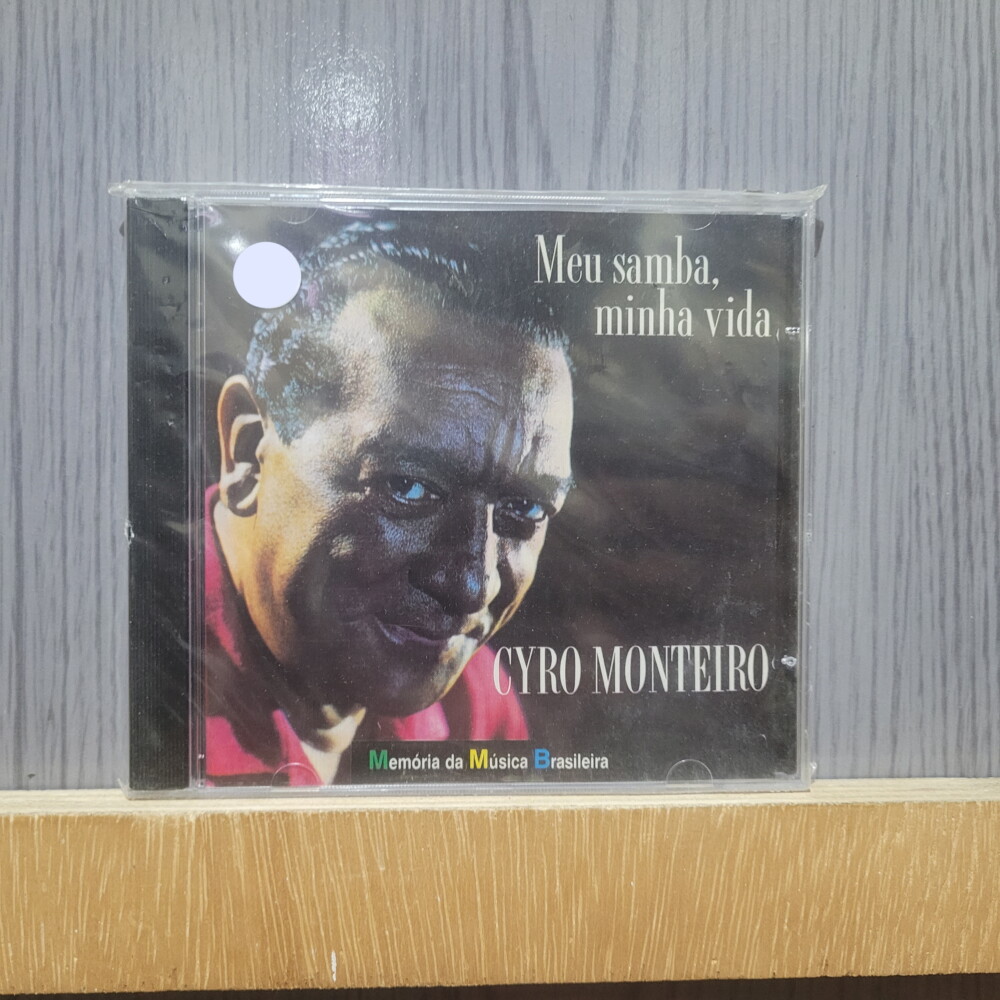 Meu samba,
minha vida
CYRO MONTEIRO
Memória da Música Brasileira